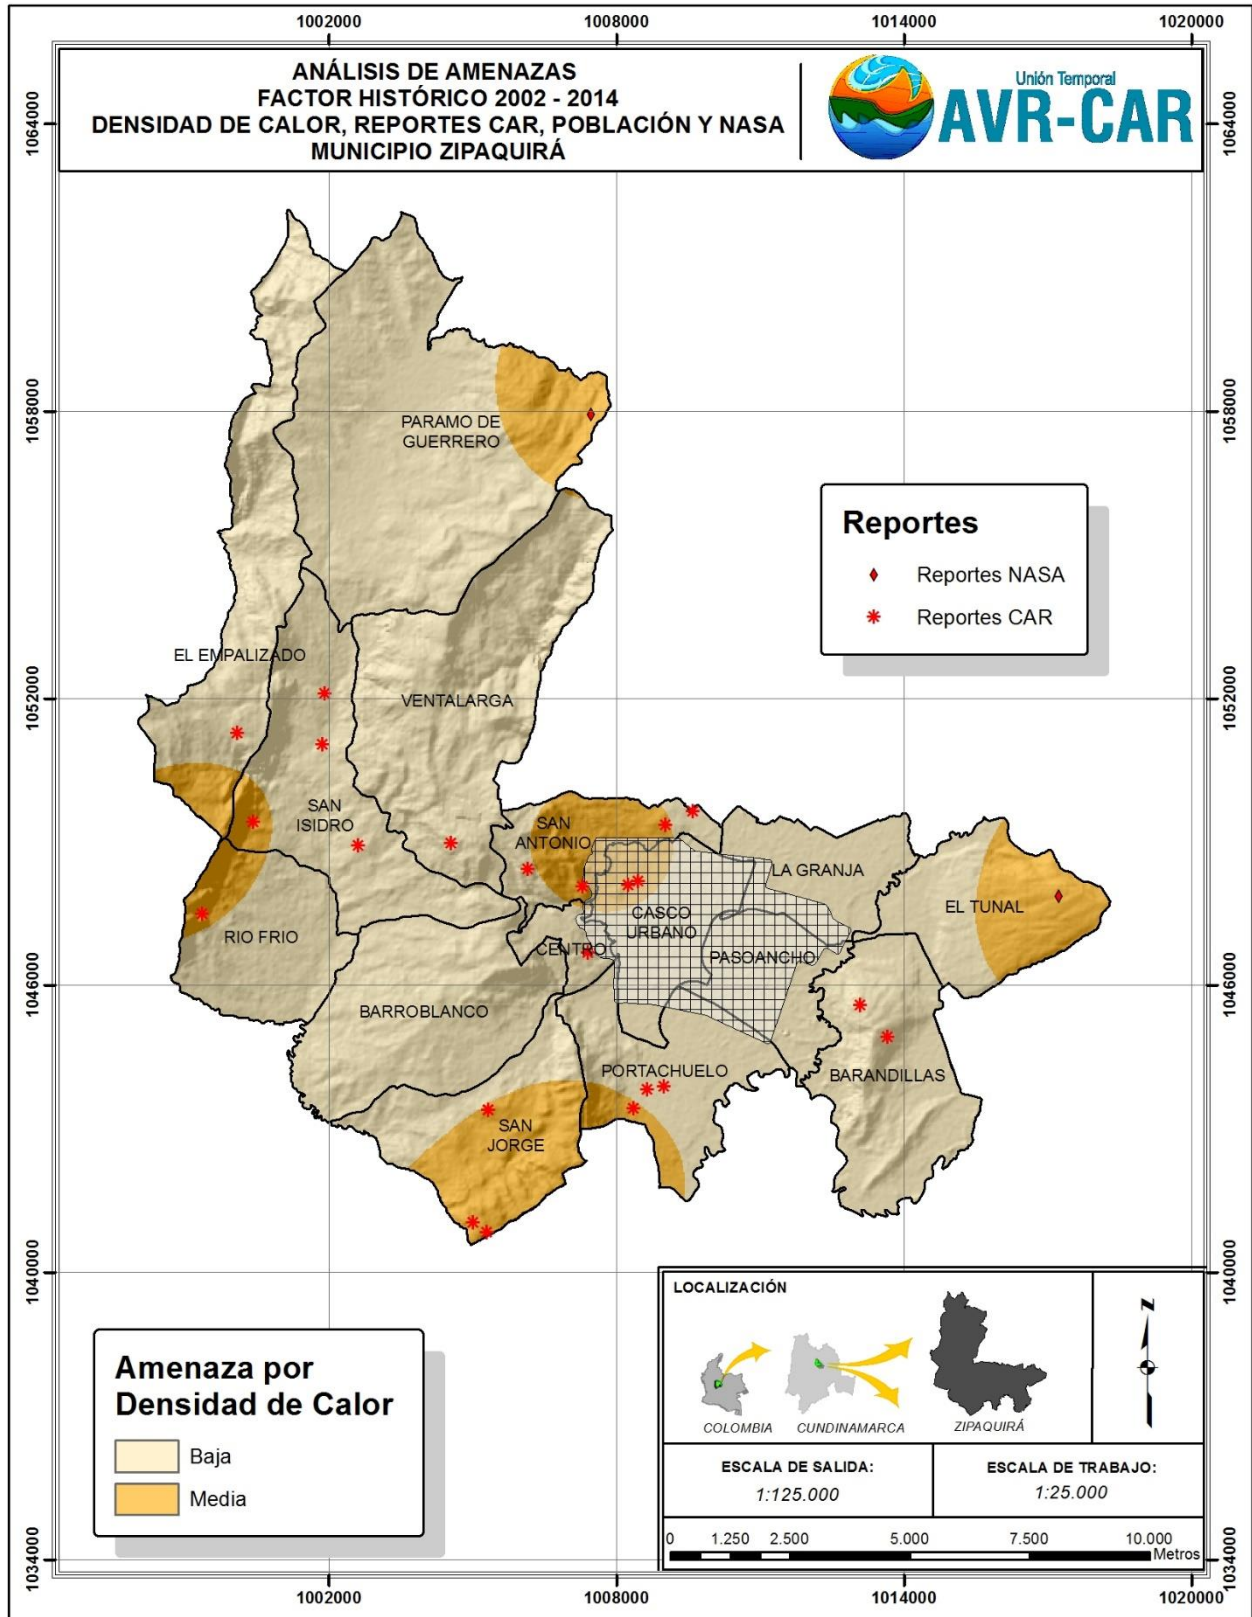 1002000
1008000
1014000
1020000
ANÁLISIS DE AMENAZAS
FACTOR HISTÓRICO 2002 - 2014
DENSIDAD DE CALOR, REPORTES CAR, POBLACIÓN Y NASA
MUNICIPIO ZIPAQUIRÁ
Unión Temporal
AVR-CAR
1064000
1064000
1058000
1058000
PARAMO DE
GUERRERO
Reportes
Reportes NASA
Reportes CAR
EL EMPALIZADO
1052000
1052000
VENTALARGA
SAN
ISIDRO
SAN
ANTONIO
LA GRANJA
EL TUNAL
CASCO
URBANO
RIO FRIO
CENTRO
PASOANCHO
1046000
1046000
BARROBLANCO
PORTACHUELO
BARANDILLAS
SAN
JORGE
1040000
1040000
LOCALIZACIÓN
COLOMBIA
CUNDINAMARCA
ZIPAQUIRÁ
N
Amenaza por
Densidad de Calor
Baja
Media
ESCALA DE SALIDA:
1:125.000
ESCALA DE TRABAJO:
1:25.000
0
1.250
2.500
5.000
7.500
10.000
Metros
1034000
1034000
1002000
1008000
1014000
1020000